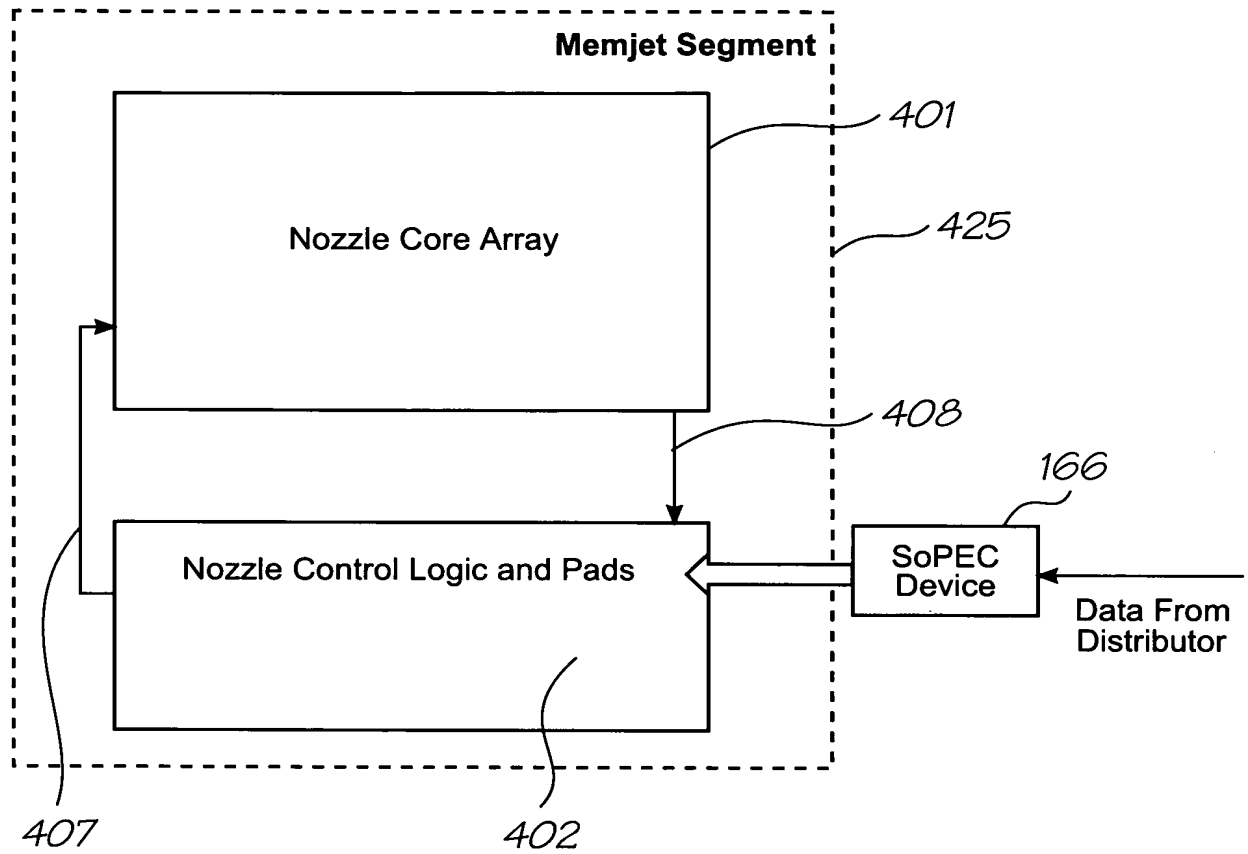 Memjet Segment
401
Nozzle Core Array
425
408
166
Nozzle Control Logic and Pads
SoPEC
Device
Data From
Distributor
407
402